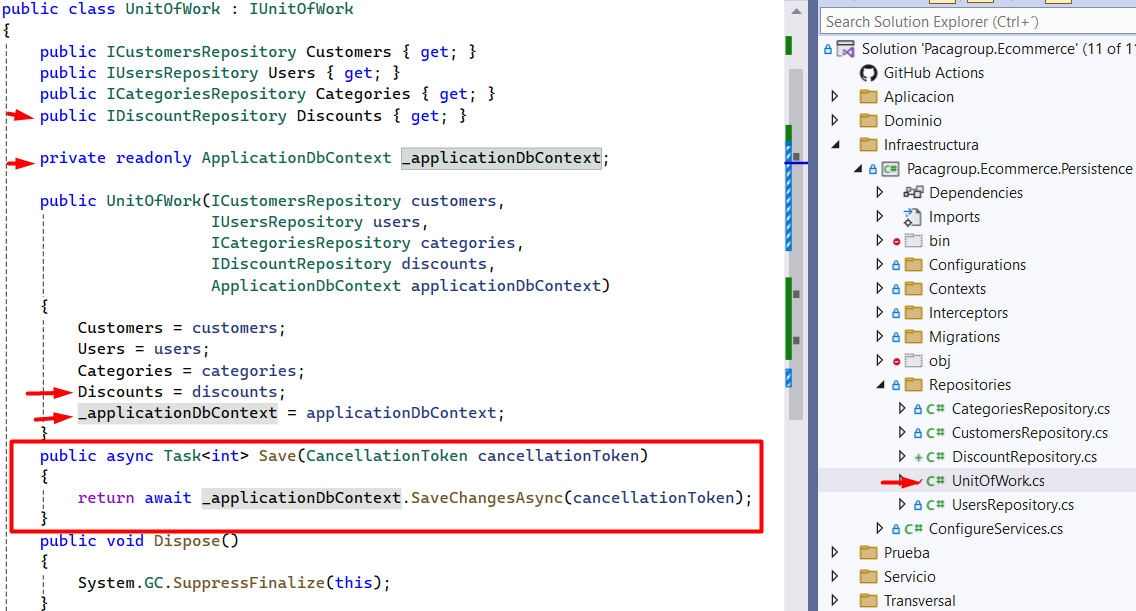 public class UnitOfWork : IUnitOfWork
{
public ICustomersRepository Customers { get; }
public IUsersRepository Users { get; }
public ICategoriesRepository Categories { get; }
public IDiscountRepository Discounts { get; }
private readonly ApplicationDbContext _applicationDbContext;
public UnitOfWork(ICustomersRepository customers,
IUsersRepository users,
ICategoriesRepository categories,
IDiscountRepository discounts,
ApplicationDbContext applicationDbContext)
{
Customers = customers;
Users = users;
Categories = categories;
Discounts = discounts;
_applicationDbContext = applicationDbContext;
}
public async Task<int> Save(CancellationToken cancellationToken)
{
return await _applicationDbContext.SaveChangesAsync(cancellationToken);
}
public void Dispose()
{
System.GC.SuppressFinalize(this);
}
Search Solution Explorer (Ctrl+´)
Solution 'Pacagroup.Ecommerce' (11 of 11
GitHub Actions
Aplicacion
Dominio
Infraestructura
Pacagroup.Ecommerce.Persistence
Dependencies
Imports
bin
Configurations
Contexts
Interceptors
Migrations
obj
Repositories
C# CategoriesRepository.cs
C# CustomersRepository.cs
C# DiscountRepository.cs
C# UnitOfWork.cs
C# UsersRepository.cs
C# ConfigureServices.cs
Prueba
Servicio
Transversal